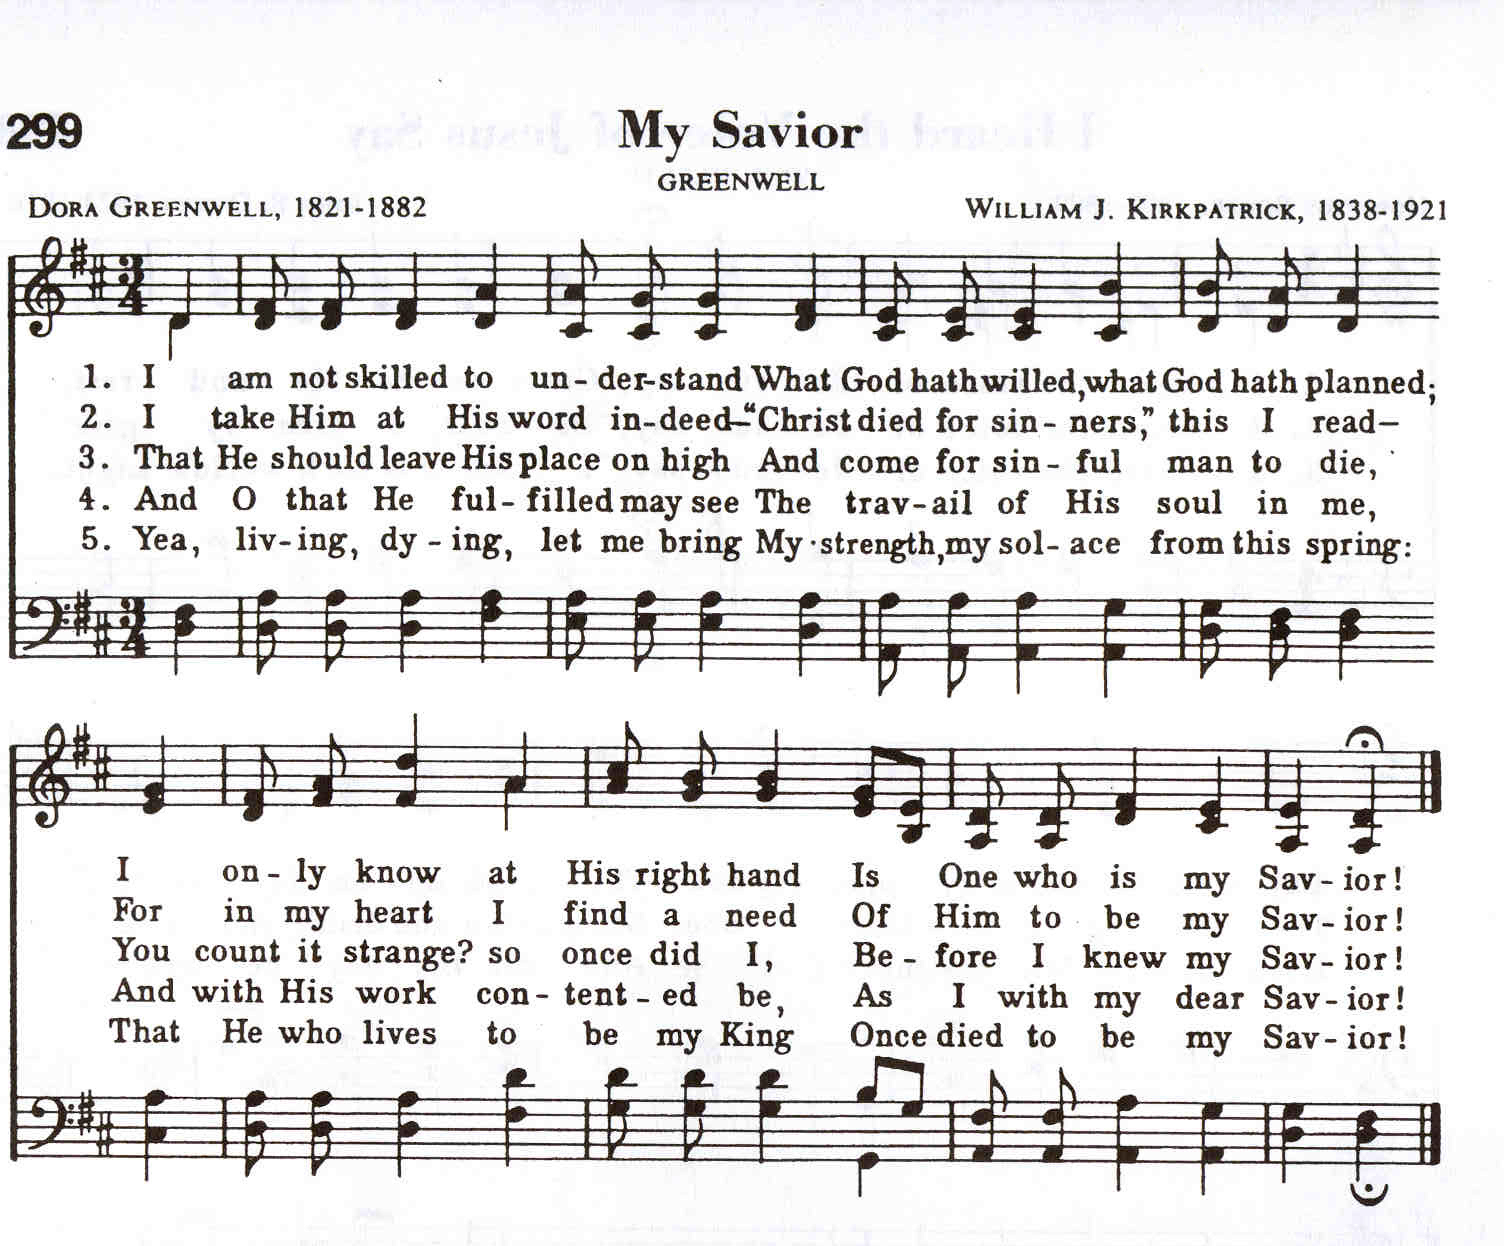 299
My Savior
GREENWELL
DORA GREENWELL, 1821-1882
WILLIAM J. KIRKPATRICK, 1838-1921
3 4
1. I am not skilled to un- der-stand What God hath willed, what God hath planned;
2. I take Him at His word in-deed—“Christ died for sin- ners,” this I read—
3. That He should leave His place on high And come for sin- ful man to die,
4. And O that He ful- filled may see The trav-ail of His soul in me,
5. Yea, liv-ing, dy - ing, let me bring My strength, my sol- ace from this spring:
3 4
I on- ly know at His right hand Is One who is my Sav- ior!
For in my heart I find a need Of Him to be my Sav- ior!
You count it strange? so once did I, Be - fore I knew my Sav- ior!
And with His work con- tent - ed be, As I with my dear Sav- ior!
That He who lives to be my King Once died to be my Sav- ior!